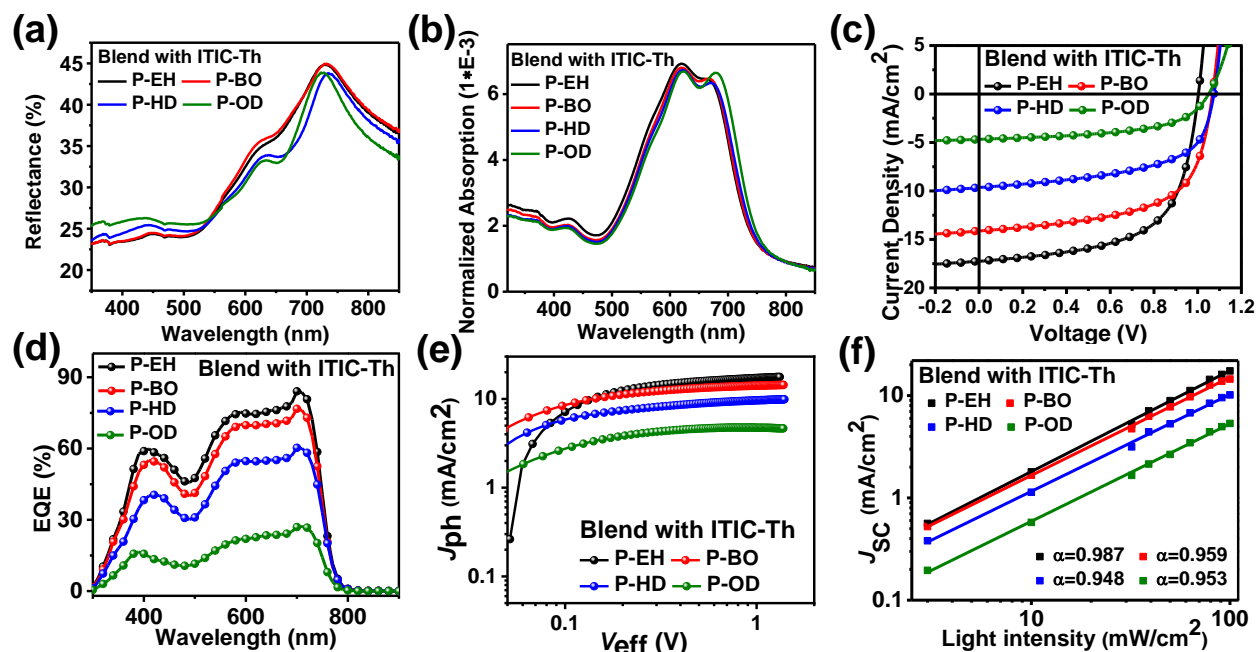 (a)
Blend with ITIC-Th
P-EH P-BO
P-HD P-OD
45
40
35
30
25
Reflectance (%)
400 500 600 700 800
Wavelength (nm)
(b)
Blend with ITIC-Th
P-EH
P-BO
P-HD
P-OD
6
4
2
0
Normalized Absorption (1*E-3)
400 600 800
Wavelength (nm)
(c)
Blend with ITIC-Th
P-EH P-BO
P-HD P-OD
5
0
-5
-10
-15
-20
Current Density (mA/cm2)
-0.2 0.0 0.2 0.4 0.6 0.8 1.0 1.2
Voltage (V)
(d)
P-EH Blend with ITIC-Th
P-BO
P-HD
P-OD
90
60
30
0
EQE (%)
400 500 600 700
Wavelength (nm)
(e)
10
1
0.1
Jph (mA/cm2)
Blend with ITIC-Th
P-EH P-BO
P-HD P-OD
0.1 1
Veff (V)
(f)
Blend with ITIC-Th
P-EH P-BO
P-HD P-OD
10
1
0.1
JSC (mA/cm2)
α=0.987 α=0.959
α=0.948 α=0.953
10 100
Light intensity (mW/cm2)